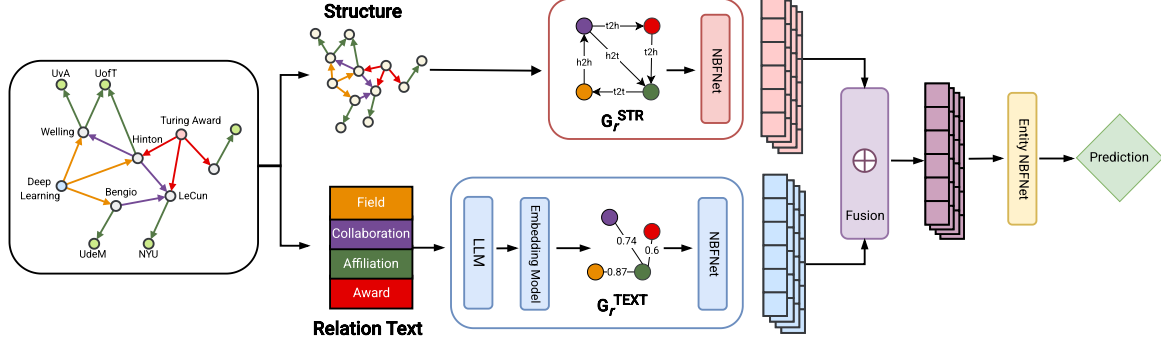 Structure
UvA
UofT
Welling
Hinton
Turing Award
Deep
Learning
Bengio
LeCun
UdeM
NYU
t2h
h2h
h2t
t2h
t2t
G_r^STR
NBFNet
Field
Collaboration
Affiliation
Award
Relation Text
LLM
Embedding Model
0.74
0.6
0.87
G_r^TEXT
NBFNet
Fusion
Entity NBFNet
Prediction